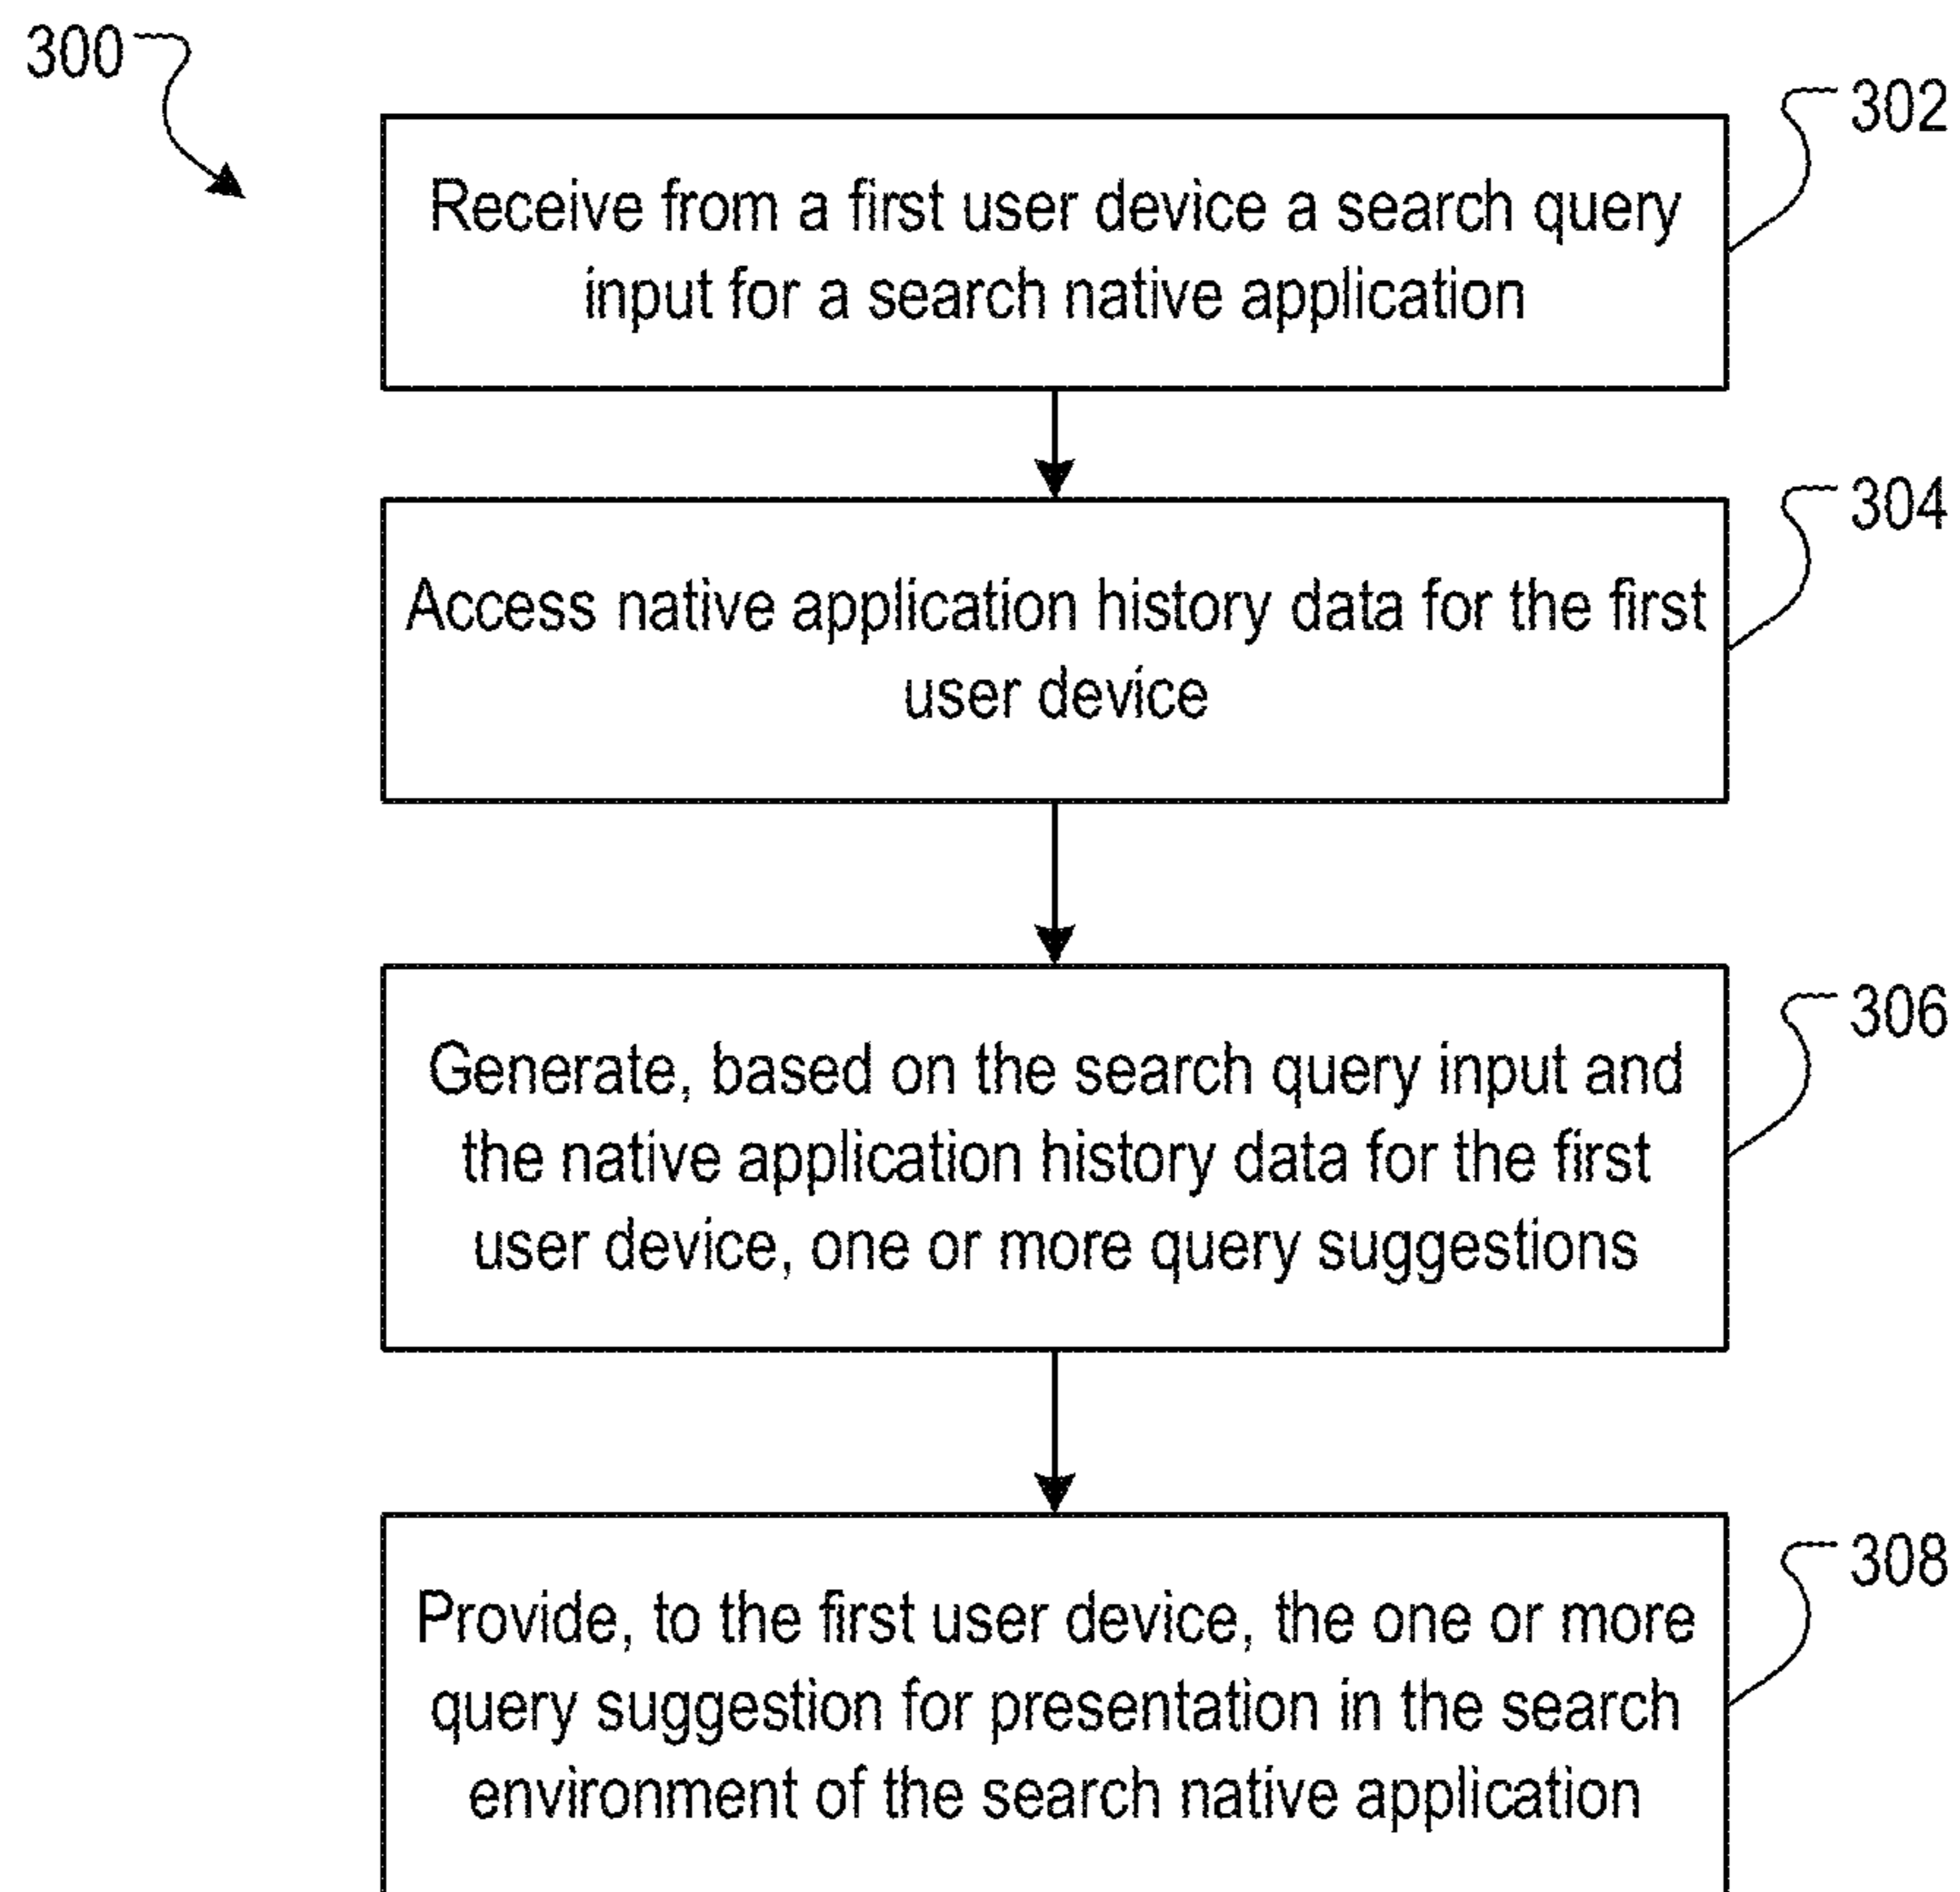 300
302
Receive from a first user device a search query
input for a search native application
304
Access native application history data for the first
user device
306
Generate, based on the search query input and
the native application history data for the first
user device, one or more query suggestions
308
Provide, to the first user device, the one or more
query suggestion for presentation in the search
environment of the search native application